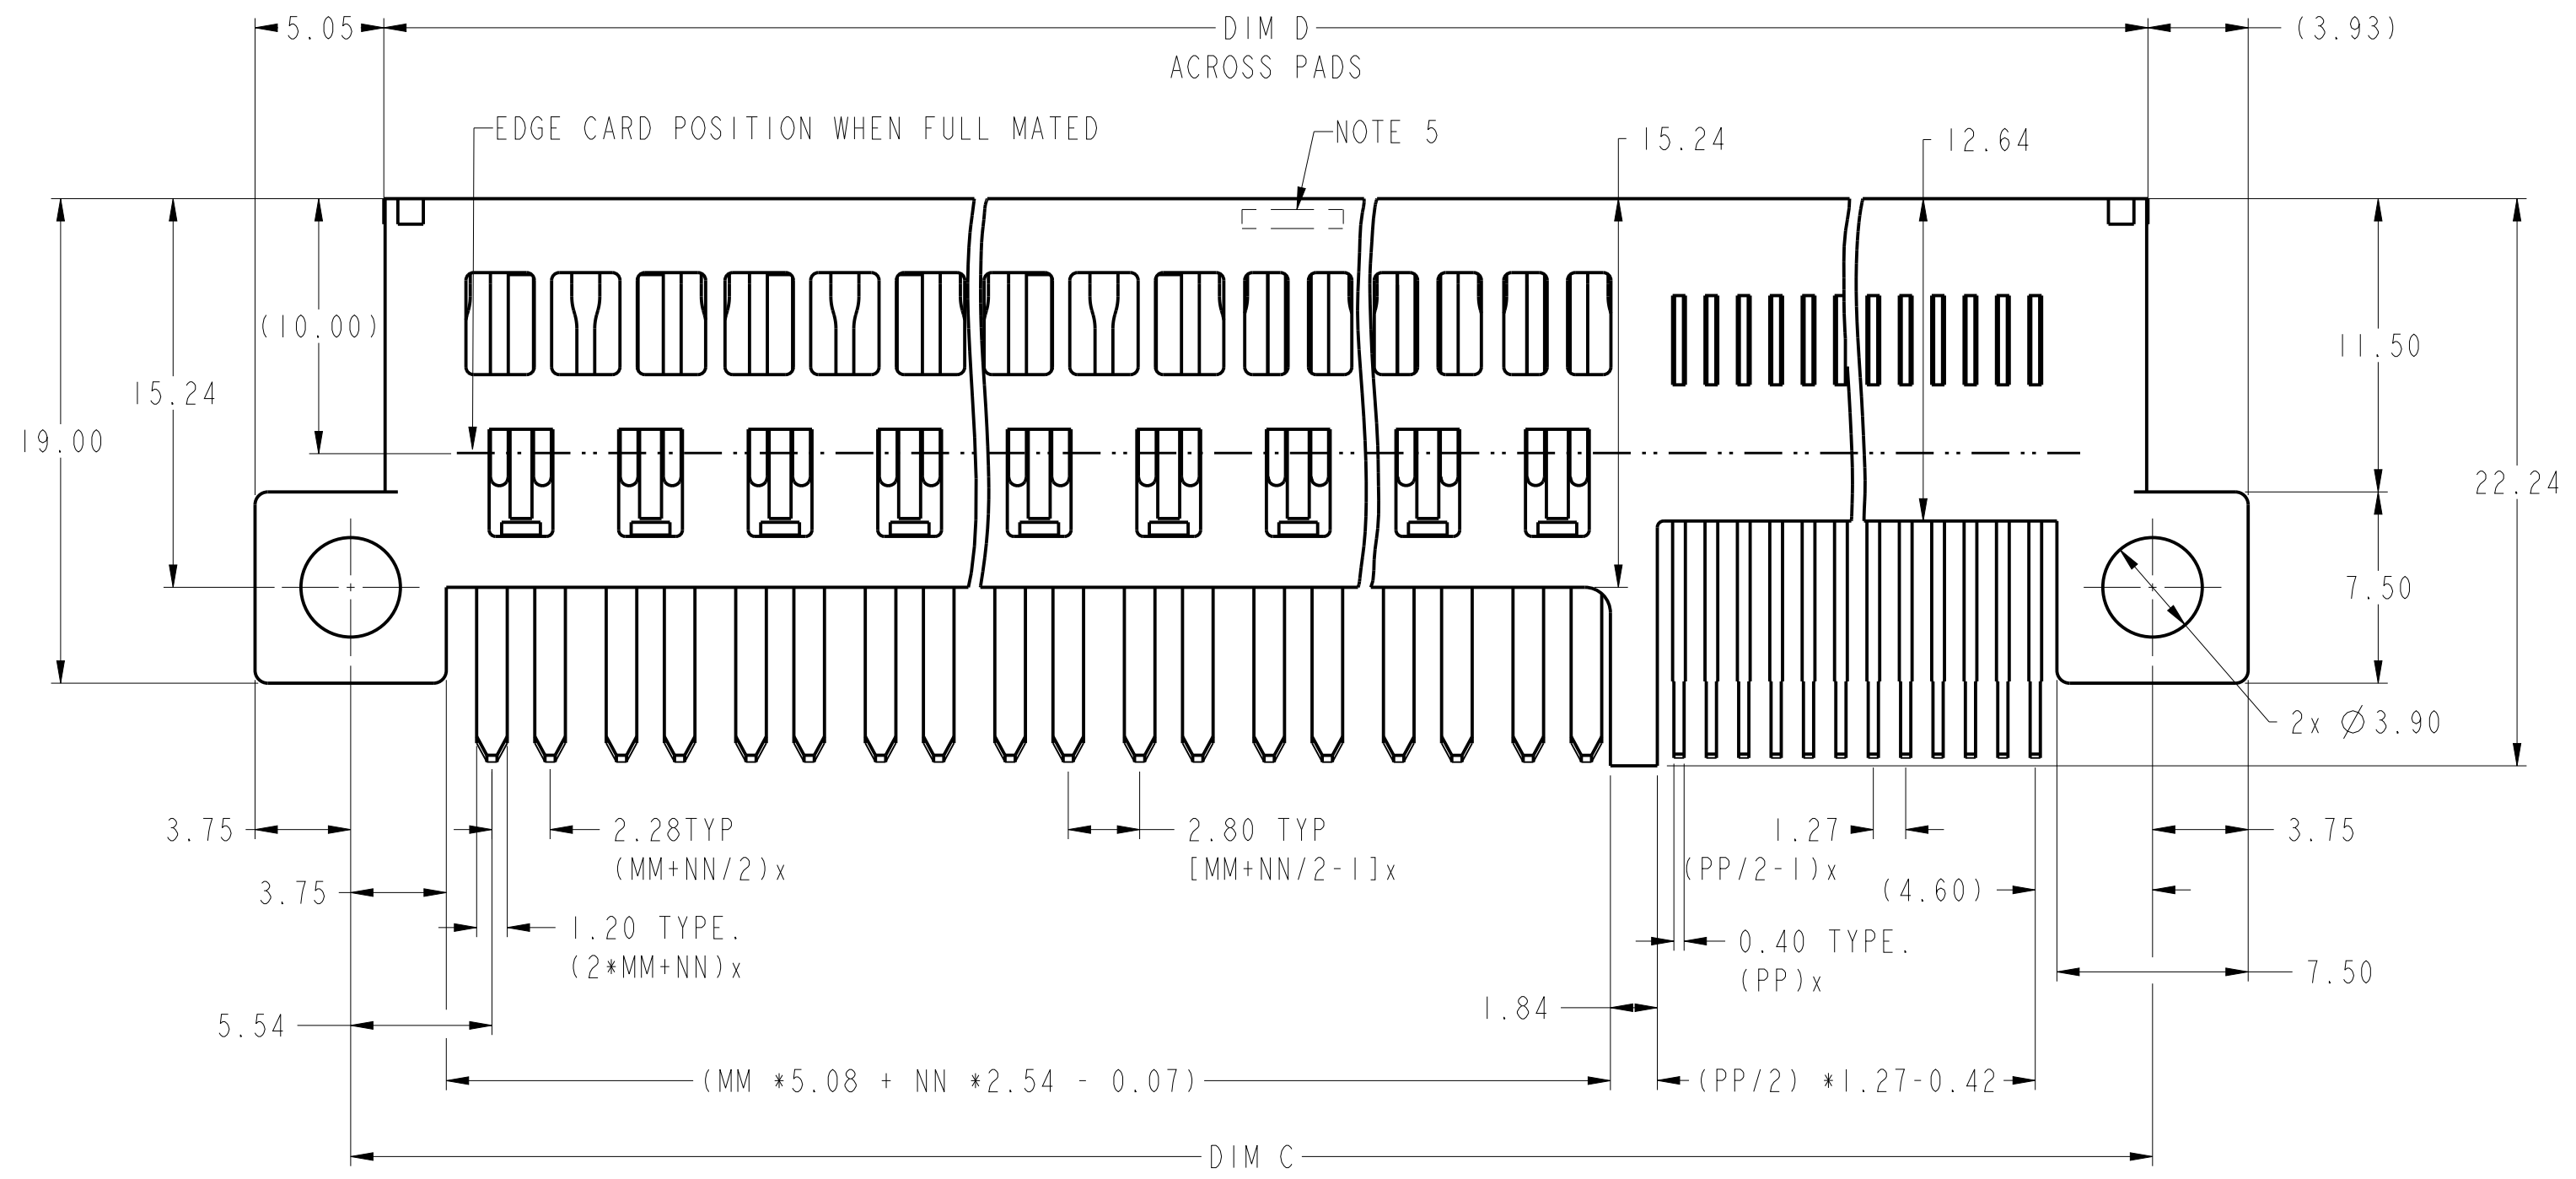 5.05
DIM D
(3.93)
ACROSS PADS
EDGE CARD POSITION WHEN FULL MATED
NOTE 5
15.24
12.64
(10.00)
11.50
15.24
19.00
22.24
7.50
2x Ø3.90
3.75
2.28TYP
(MM+NN/2)x
2.80 TYP
[MM+NN/2-1]x
1.27
(PP/2-1)x
3.75
3.75
(4.60)
1.20 TYPE.
(2*MM+NN)x
0.40 TYPE.
(PP)x
7.50
1.84
5.54
(MM *5.08 + NN *2.54 - 0.07)
(PP/2) *1.27-0.42
DIM C